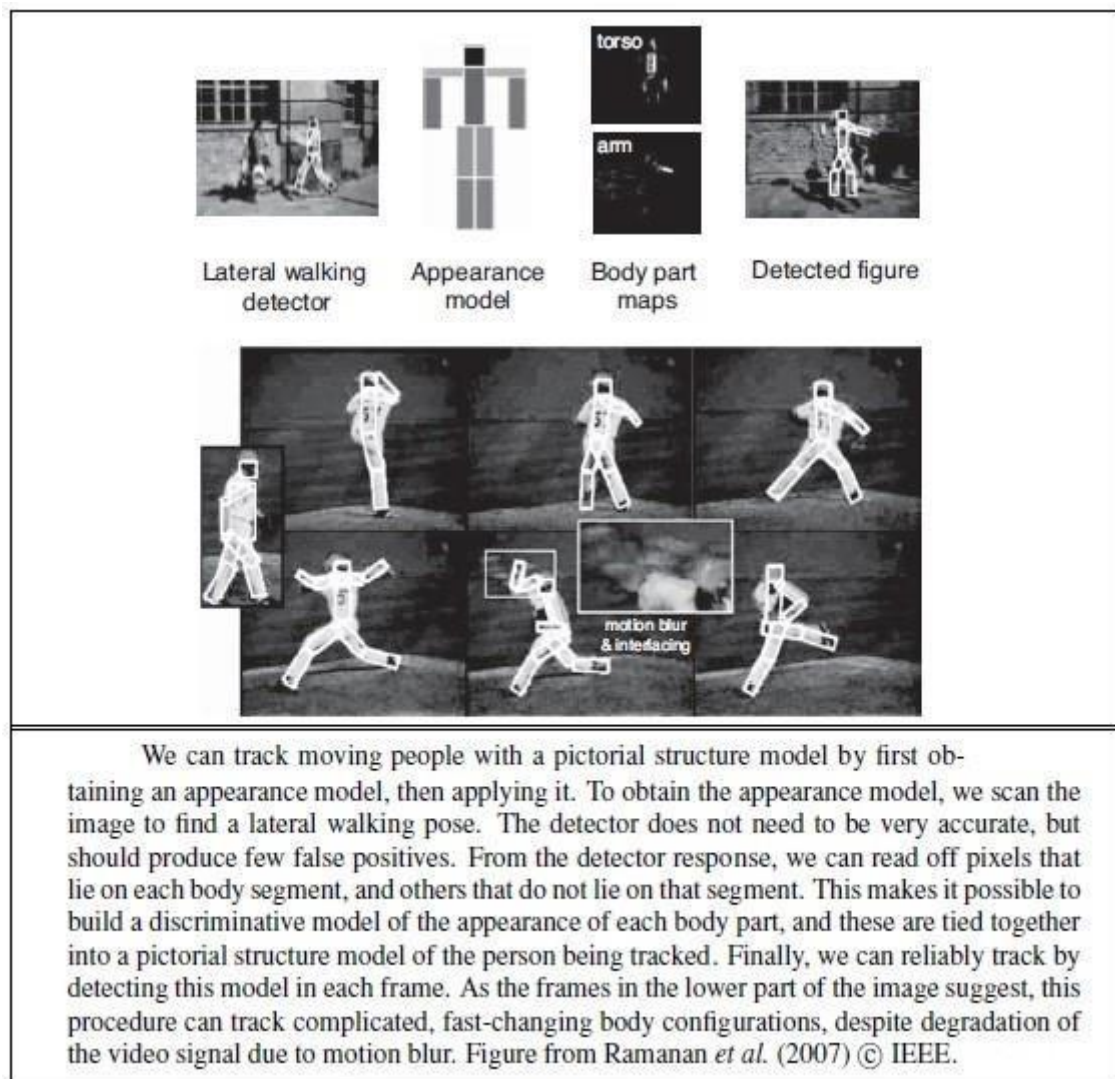 torso
arm
Lateral walking detector
Appearance model
Body part maps
Detected figure
motion blur
& interfacing
We can track moving people with a pictorial structure model by first ob-
taining an appearance model, then applying it. To obtain the appearance model, we scan the
image to find a lateral walking pose. The detector does not need to be very accurate, but
should produce few false positives. From the detector response, we can read off pixels that
lie on each body segment, and others that do not lie on that segment. This makes it possible to
build a discriminative model of the appearance of each body part, and these are tied together
into a pictorial structure model of the person being tracked. Finally, we can reliably track by
detecting this model in each frame. As the frames in the lower part of the image suggest, this
procedure can track complicated, fast-changing body configurations, despite degradation of
the video signal due to motion blur. Figure from Ramanan et al. (2007) © IEEE.